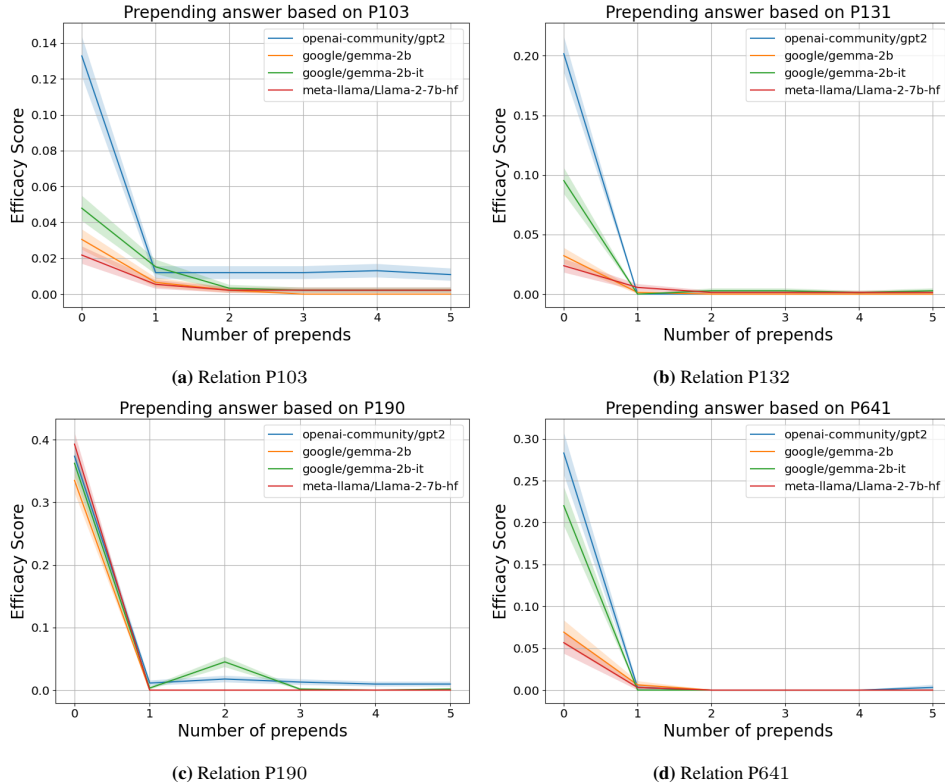 Prepending answer based on P103
Efficacy Score
0.14
0.12
0.10
0.08
0.06
0.04
0.02
0.00
openai-community/gpt2
google/gemma-2b
google/gemma-2b-it
meta-llama/Llama-2-7b-hf
0 1 2 3 4 5
Number of prepends
(a) Relation P103
Prepending answer based on P131
Efficacy Score
0.20
0.15
0.10
0.05
0.00
openai-community/gpt2
google/gemma-2b
google/gemma-2b-it
meta-llama/Llama-2-7b-hf
0 1 2 3 4 5
Number of prepends
(b) Relation P132
Prepending answer based on P190
Efficacy Score
0.4
0.3
0.2
0.1
0.0
openai-community/gpt2
google/gemma-2b
google/gemma-2b-it
meta-llama/Llama-2-7b-hf
0 1 2 3 4 5
Number of prepends
(c) Relation P190
Prepending answer based on P641
Efficacy Score
0.30
0.25
0.20
0.15
0.10
0.05
0.00
openai-community/gpt2
google/gemma-2b
google/gemma-2b-it
meta-llama/Llama-2-7b-hf
0 1 2 3 4 5
Number of prepends
(d) Relation P641